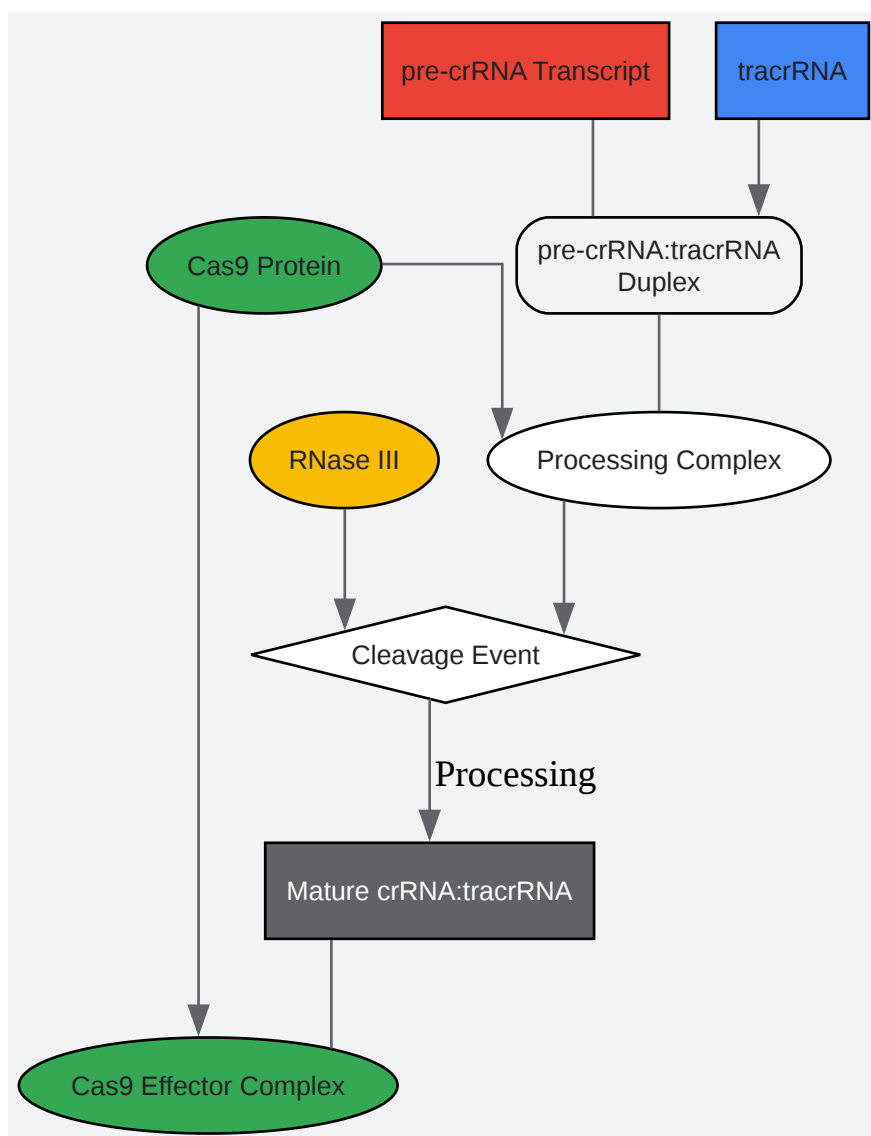 pre-crRNA Transcript
tracrRNA
Cas9 Protein
pre-crRNA:tracrRNA
Duplex
RNase III
Processing Complex
Cleavage Event
Processing
Mature crRNA:tracrRNA
Cas9 Effector Complex